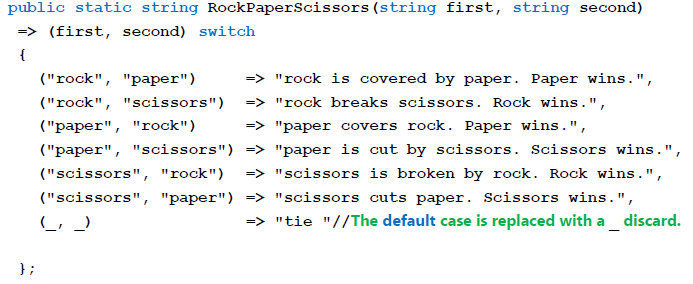 public static string RockPaperScissors(string first, string second)
=> (first, second) switch
{
("rock", "paper") => "rock is covered by paper. Paper wins.",
("rock", "scissors") => "rock breaks scissors. Rock wins.",
("paper", "rock") => "paper covers rock. Paper wins.",
("paper", "scissors") => "paper is cut by scissors. Scissors wins.",
("scissors", "rock") => "scissors is broken by rock. Rock wins.",
("scissors", "paper") => "scissors cuts paper. Scissors wins.",
(_, _) => "tie "//The default case is replaced with a _ discard.
};